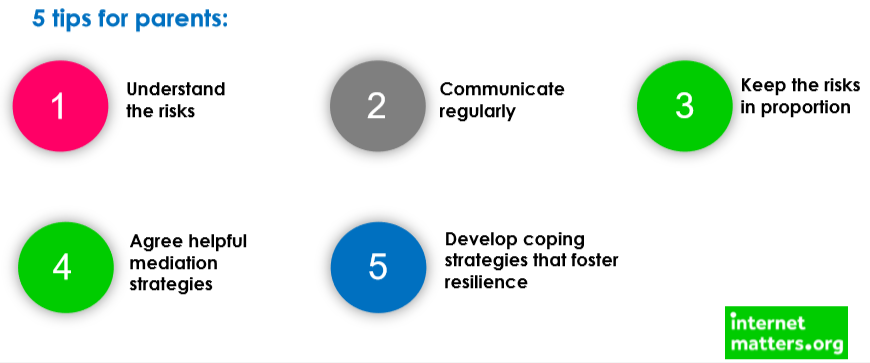 5 tips for parents:
1
Understand
the risks
2
Communicate
regularly
3
Keep the risks
in proportion
4
Agree helpful
mediation
strategies
5
Develop coping
strategies that foster
resilience
internet
matters.org